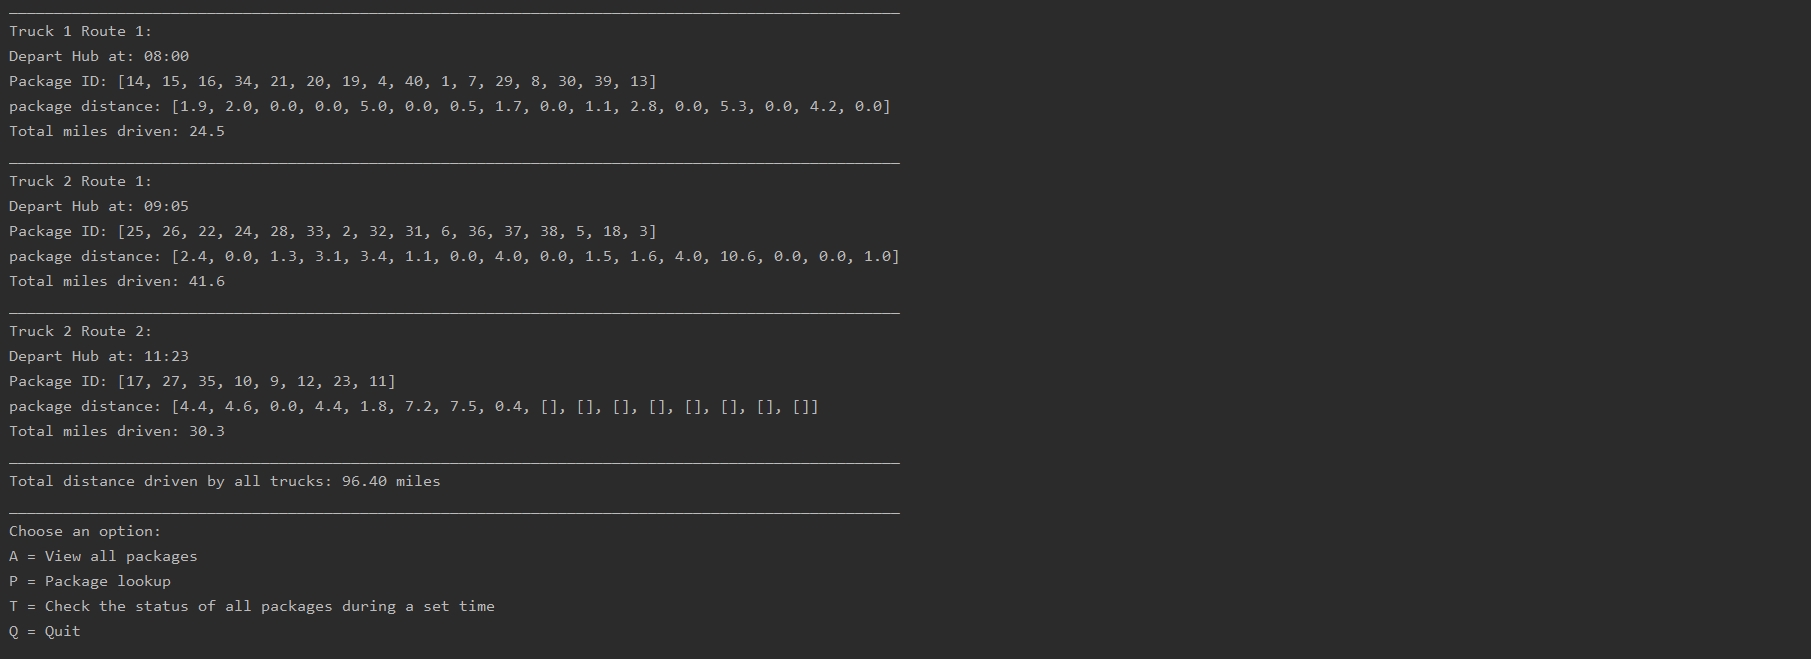 Truck 1 Route 1:
Depart Hub at: 08:00
Package ID: [14, 15, 16, 34, 21, 20, 19, 4, 40, 1, 7, 29, 8, 30, 39, 13]
package distance: [1.9, 2.0, 0.0, 0.0, 5.0, 0.0, 0.5, 1.7, 0.0, 1.1, 2.8, 0.0, 5.3, 0.0, 4.2, 0.0]
Total miles driven: 24.5
Truck 2 Route 1:
Depart Hub at: 09:05
Package ID: [25, 26, 22, 24, 28, 33, 2, 32, 31, 6, 36, 37, 38, 5, 18, 3]
package distance: [2.4, 0.0, 1.3, 3.1, 3.4, 1.1, 0.0, 4.0, 0.0, 1.5, 1.6, 4.0, 10.6, 0.0, 0.0, 1.0]
Total miles driven: 41.6
Truck 2 Route 2:
Depart Hub at: 11:23
Package ID: [17, 27, 35, 10, 9, 12, 23, 11]
package distance: [4.4, 4.6, 0.0, 4.4, 1.8, 7.2, 7.5, 0.4, [], [], [], [], [], [], [], []]
Total miles driven: 30.3
Total distance driven by all trucks: 96.40 miles
Choose an option:
A = View all packages
P = Package lookup
T = Check the status of all packages during a set time
Q = Quit